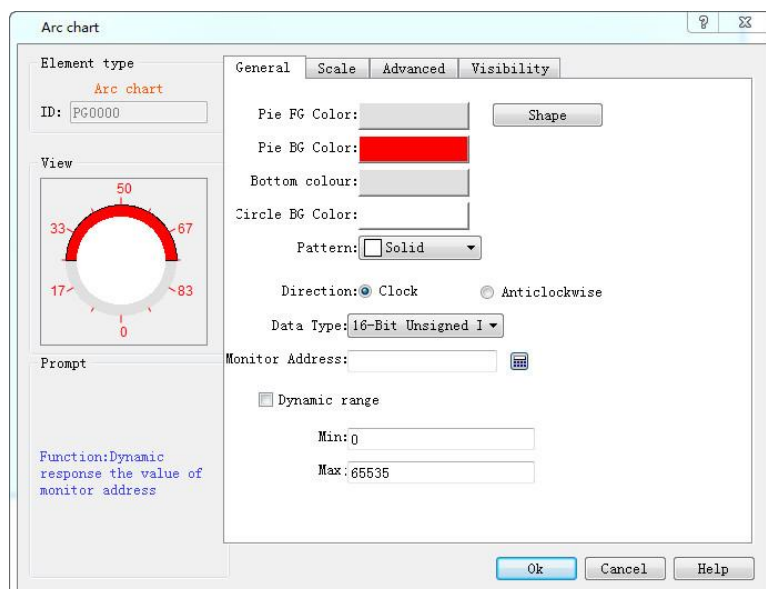 Arc chart
Element type
Arc chart
ID: PG0000
View
50
33
67
17
83
0
Prompt
Function:Dynamic
response the value of
monitor address
General Scale Advanced Visibility
Pie FG Color: Shape
Pie BG Color:
Bottom colour:
Circle BG Color:
Pattern: Solid
Direction: Clock Anticlockwise
Data Type: 16-Bit Unsigned I
Monitor Address:
Dynamic range
Min: 0
Max: 65535
Ok Cancel Help